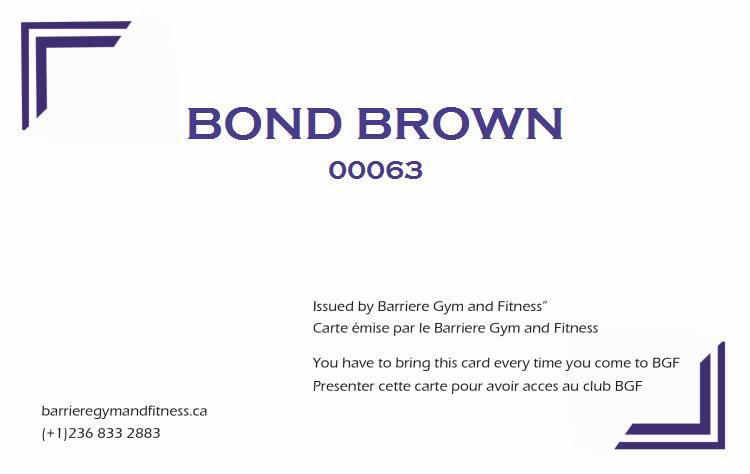 BOND BROWN
00063
Issued by Barriere Gym and Fitness”
Carte émise par le Barriere Gym and Fitness
You have to bring this card every time you come to BGF
Presenter cette carte pour avoir acces au club BGF
barrieregymandfitness.ca
(+1)236 833 2883